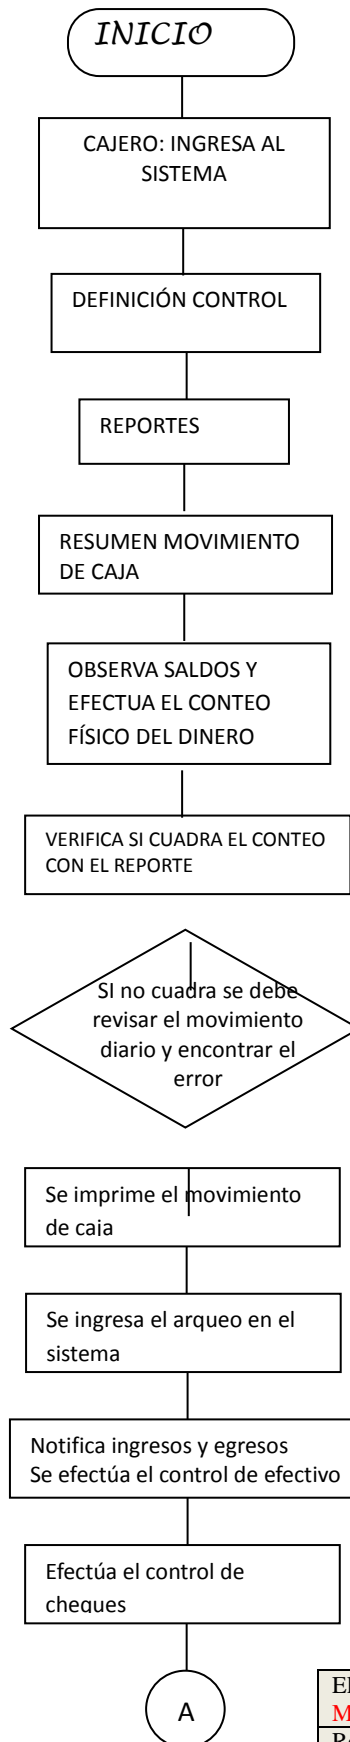 INICIO
CAJERO: INGRESA AL
SISTEMA
DEFINICIÓN CONTROL
REPORTES
RESUMEN MOVIMIENTO
DE CAJA
OBSERVA SALDOS Y
EFECTUA EL CONTEO
FÍSICO DEL DINERO
VERIFICA SI CUADRA EL CONTEO
CON EL REPORTE
SI no cuadra se debe
revisar el movimiento
diario y encontrar el
error
Se imprime el movimiento
de caja
Se ingresa el arqueo en el
sistema
Notifica ingresos y egresos
Se efectúa el control de efectivo
Efectúa el control de
cheques
A